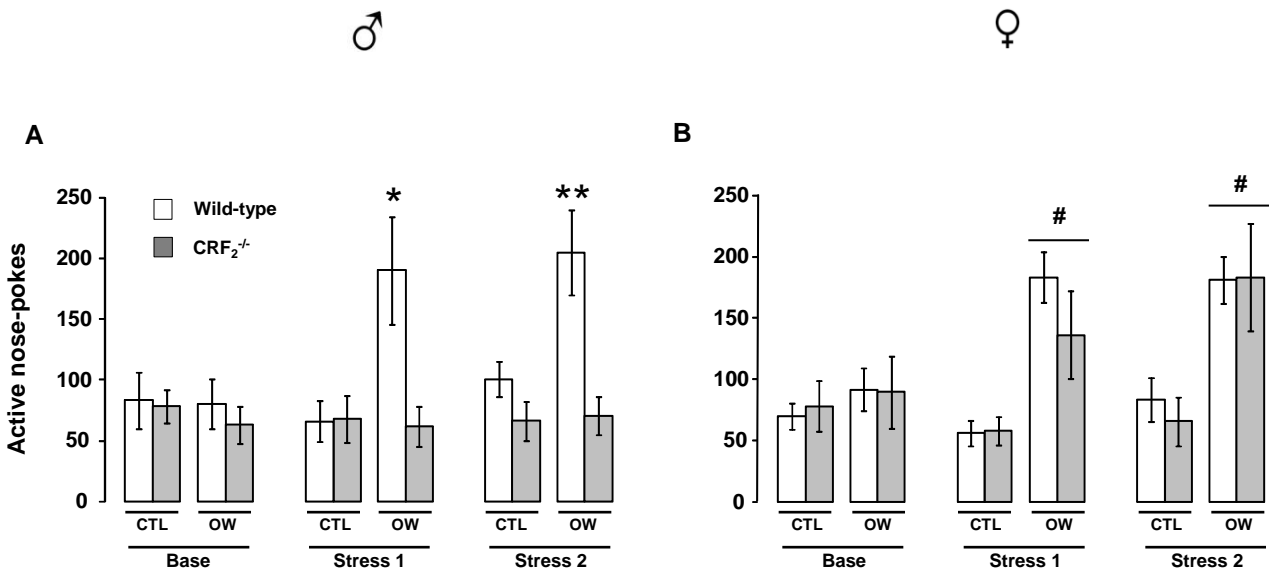 ♂ ♀
A B
Active nose-pokes
250
200
150
100
50
0
Wild-type
CRF₂⁻/⁻
* **
CTL OW CTL OW CTL OW
Base Stress 1 Stress 2
250
200
150
100
50
0
# #
CTL OW CTL OW CTL OW
Base Stress 1 Stress 2